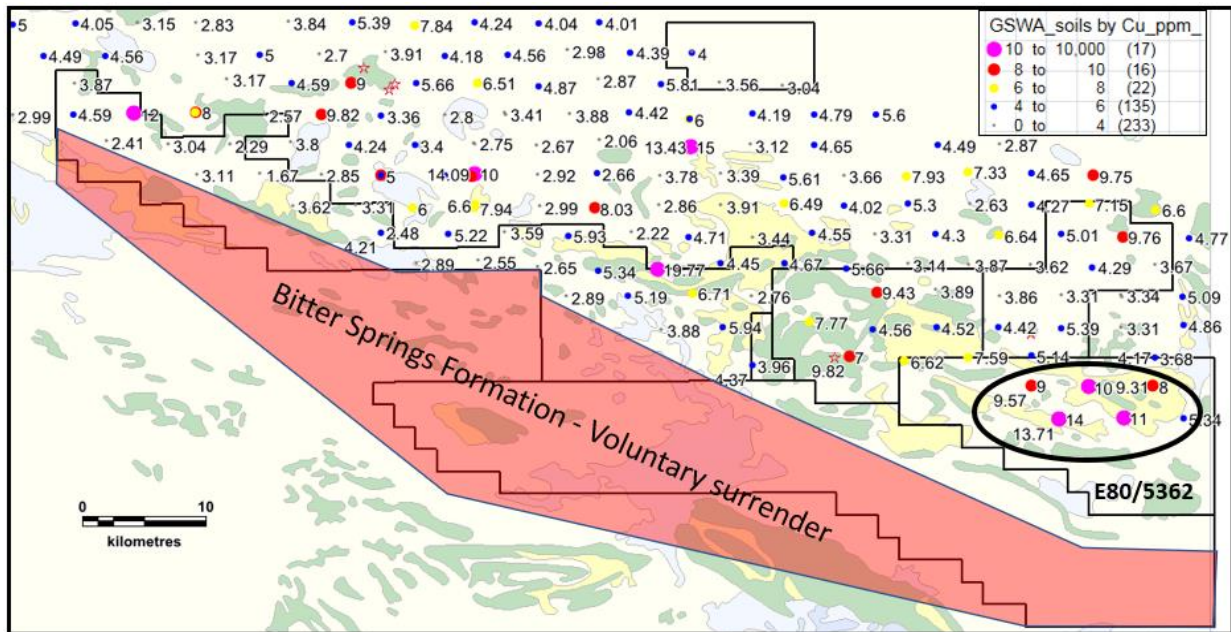 5 4.05 3.15 2.83 3.84 5.39 7.84 4.24 4.04 4.01
4.49 4.56 3.17 5 2.7 3.91 4.18 4.56 2.98 4.39 4
3.87 3.17 4.59 9 5.66 6.51 4.87 2.87 5.81 3.56 3.04
2.99 4.59 12 8 2.57 9.82 3.36 2.8 3.41 3.88 4.42 6 4.19 4.79 5.6
2.41 3.04 2.29 3.8 4.24 3.4 2.75 2.67 2.06 13.43 15 3.12 4.65 4.49 2.87
3.11 1.67 2.85 5 14.09 10 2.92 2.66 3.78 3.39 5.61 3.66 7.93 7.33 4.65 9.75
3.62 3.31 6 6.6 7.94 2.99 8.03 2.86 3.91 6.49 4.02 5.3 2.63 4.27 7.15 6.6
4.21 2.48 5.22 3.59 5.93 2.22 4.71 3.44 4.55 3.31 4.3 6.64 5.01 9.76 4.77
2.89 2.55 2.65 5.34 19.77 4.45 4.67 5.66 3.14 3.87 3.62 4.29 3.67
2.89 5.19 6.71 2.76 9.43 3.89 3.86 3.31 3.34 5.09
3.88 5.94 7.77 4.56 4.52 4.42 5.39 3.31 4.86
4.37 3.96 9.82 7 6.62 7.59 5.14 4.17 3.68
9.57 9 10 9.31 8
13.71 14 11 5.34
GSWA_soils by Cu_ppm_
10 to 10,000 (17)
8 to 10 (16)
6 to 8 (22)
4 to 6 (135)
0 to 4 (233)
Bitter Springs Formation - Voluntary surrender
E80/5362
0 10
kilometres